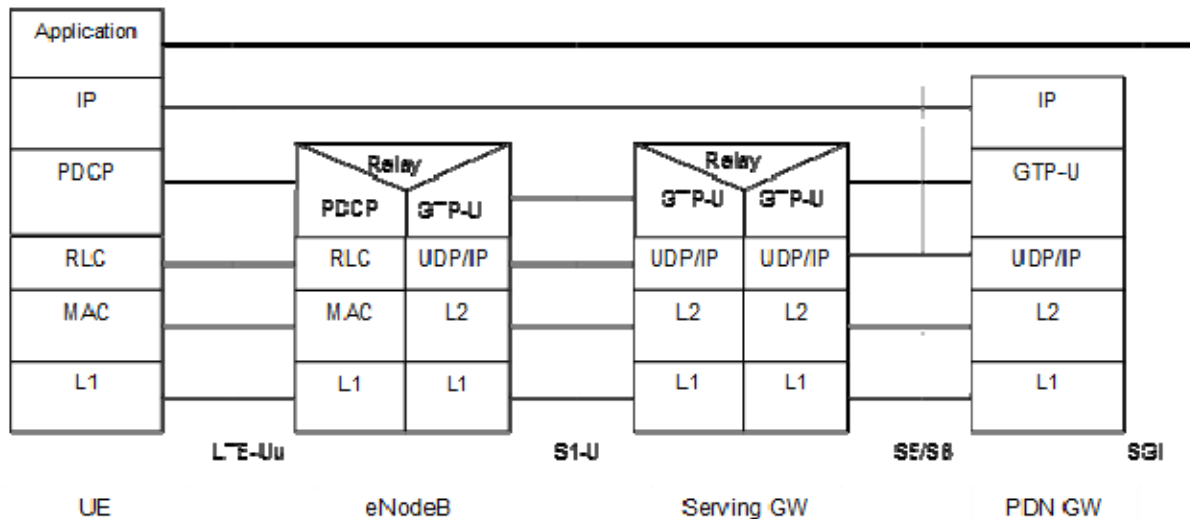 Application
IP
IP
Relay
Relay
PDCP
GTP-U
PDCP
GTP-U
GTP-U
GTP-U
RLC
RLC
UDP/IP
UDP/IP
UDP/IP
UDP/IP
MAC
MAC
L2
L2
L2
L2
L1
L1
L1
L1
L1
L1
LTE-Uu
S1-U
S5/S8
SGi
UE
eNodeB
Serving GW
PDN GW